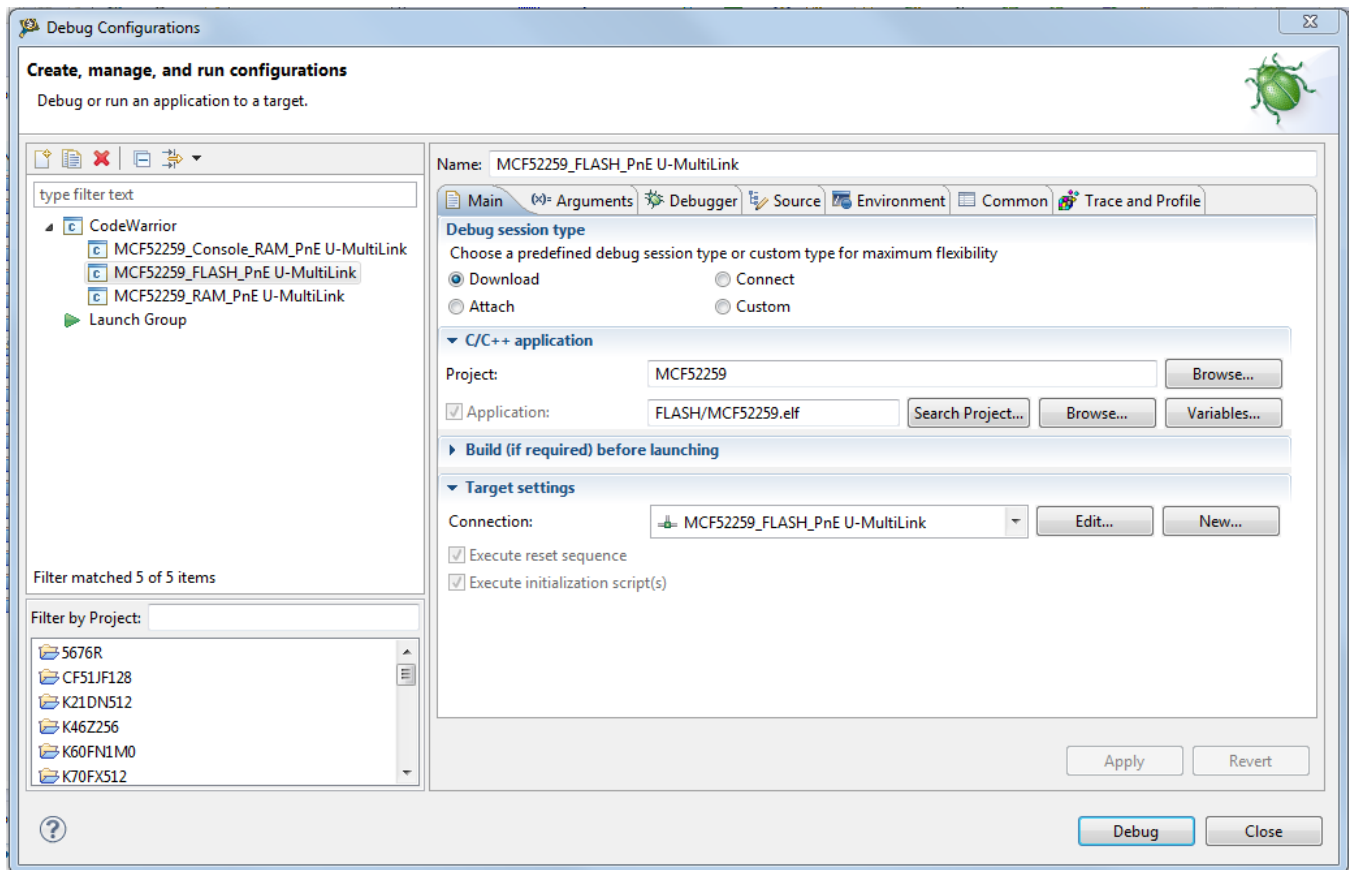 Debug Configurations
Create, manage, and run configurations
Debug or run an application to a target.
type filter text
CodeWarrior
MCF52259_Console_RAM_PnE U-MultiLink
MCF52259_FLASH_PnE U-MultiLink
MCF52259_RAM_PnE U-MultiLink
Launch Group
Filter matched 5 of 5 items
Filter by Project:
5676R
CF51JF128
K21DN512
K46Z256
K60FN1M0
K70FX512
Name: MCF52259_FLASH_PnE U-MultiLink
Main (x)= Arguments Debugger Source Environment Common Trace and Profile
Debug session type
Choose a predefined debug session type or custom type for maximum flexibility
Download Connect
Attach Custom
C/C++ application
Project: MCF52259 Browse...
Application: FLASH/MCF52259.elf Search Project... Browse... Variables...
Build (if required) before launching
Target settings
Connection: MCF52259_FLASH_PnE U-MultiLink Edit... New...
Execute reset sequence
Execute initialization script(s)
Apply Revert
? Debug Close